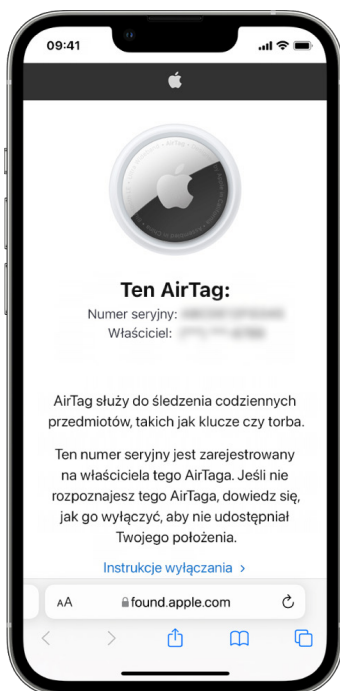 09:41
Ten AirTag:
Numer seryjny:
Właściciel:
AirTag służy do śledzenia codziennych
przedmiotów, takich jak klucze czy torba.
Ten numer seryjny jest zarejestrowany
na właściciela tego AirTaga. Jeśli nie
rozpoznajesz tego AirTaga, dowiedz się,
jak go wyłączyć, aby nie udostępniał
Twojego położenia.
Instrukcje wyłączania >
AA found.apple.com